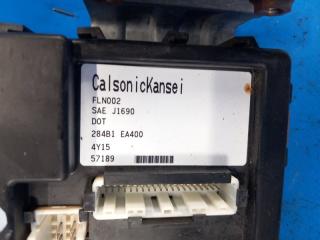 CalsonicKansei
FLN002
SAE J1690
DOT
284B1 EA400
4Y15
57189